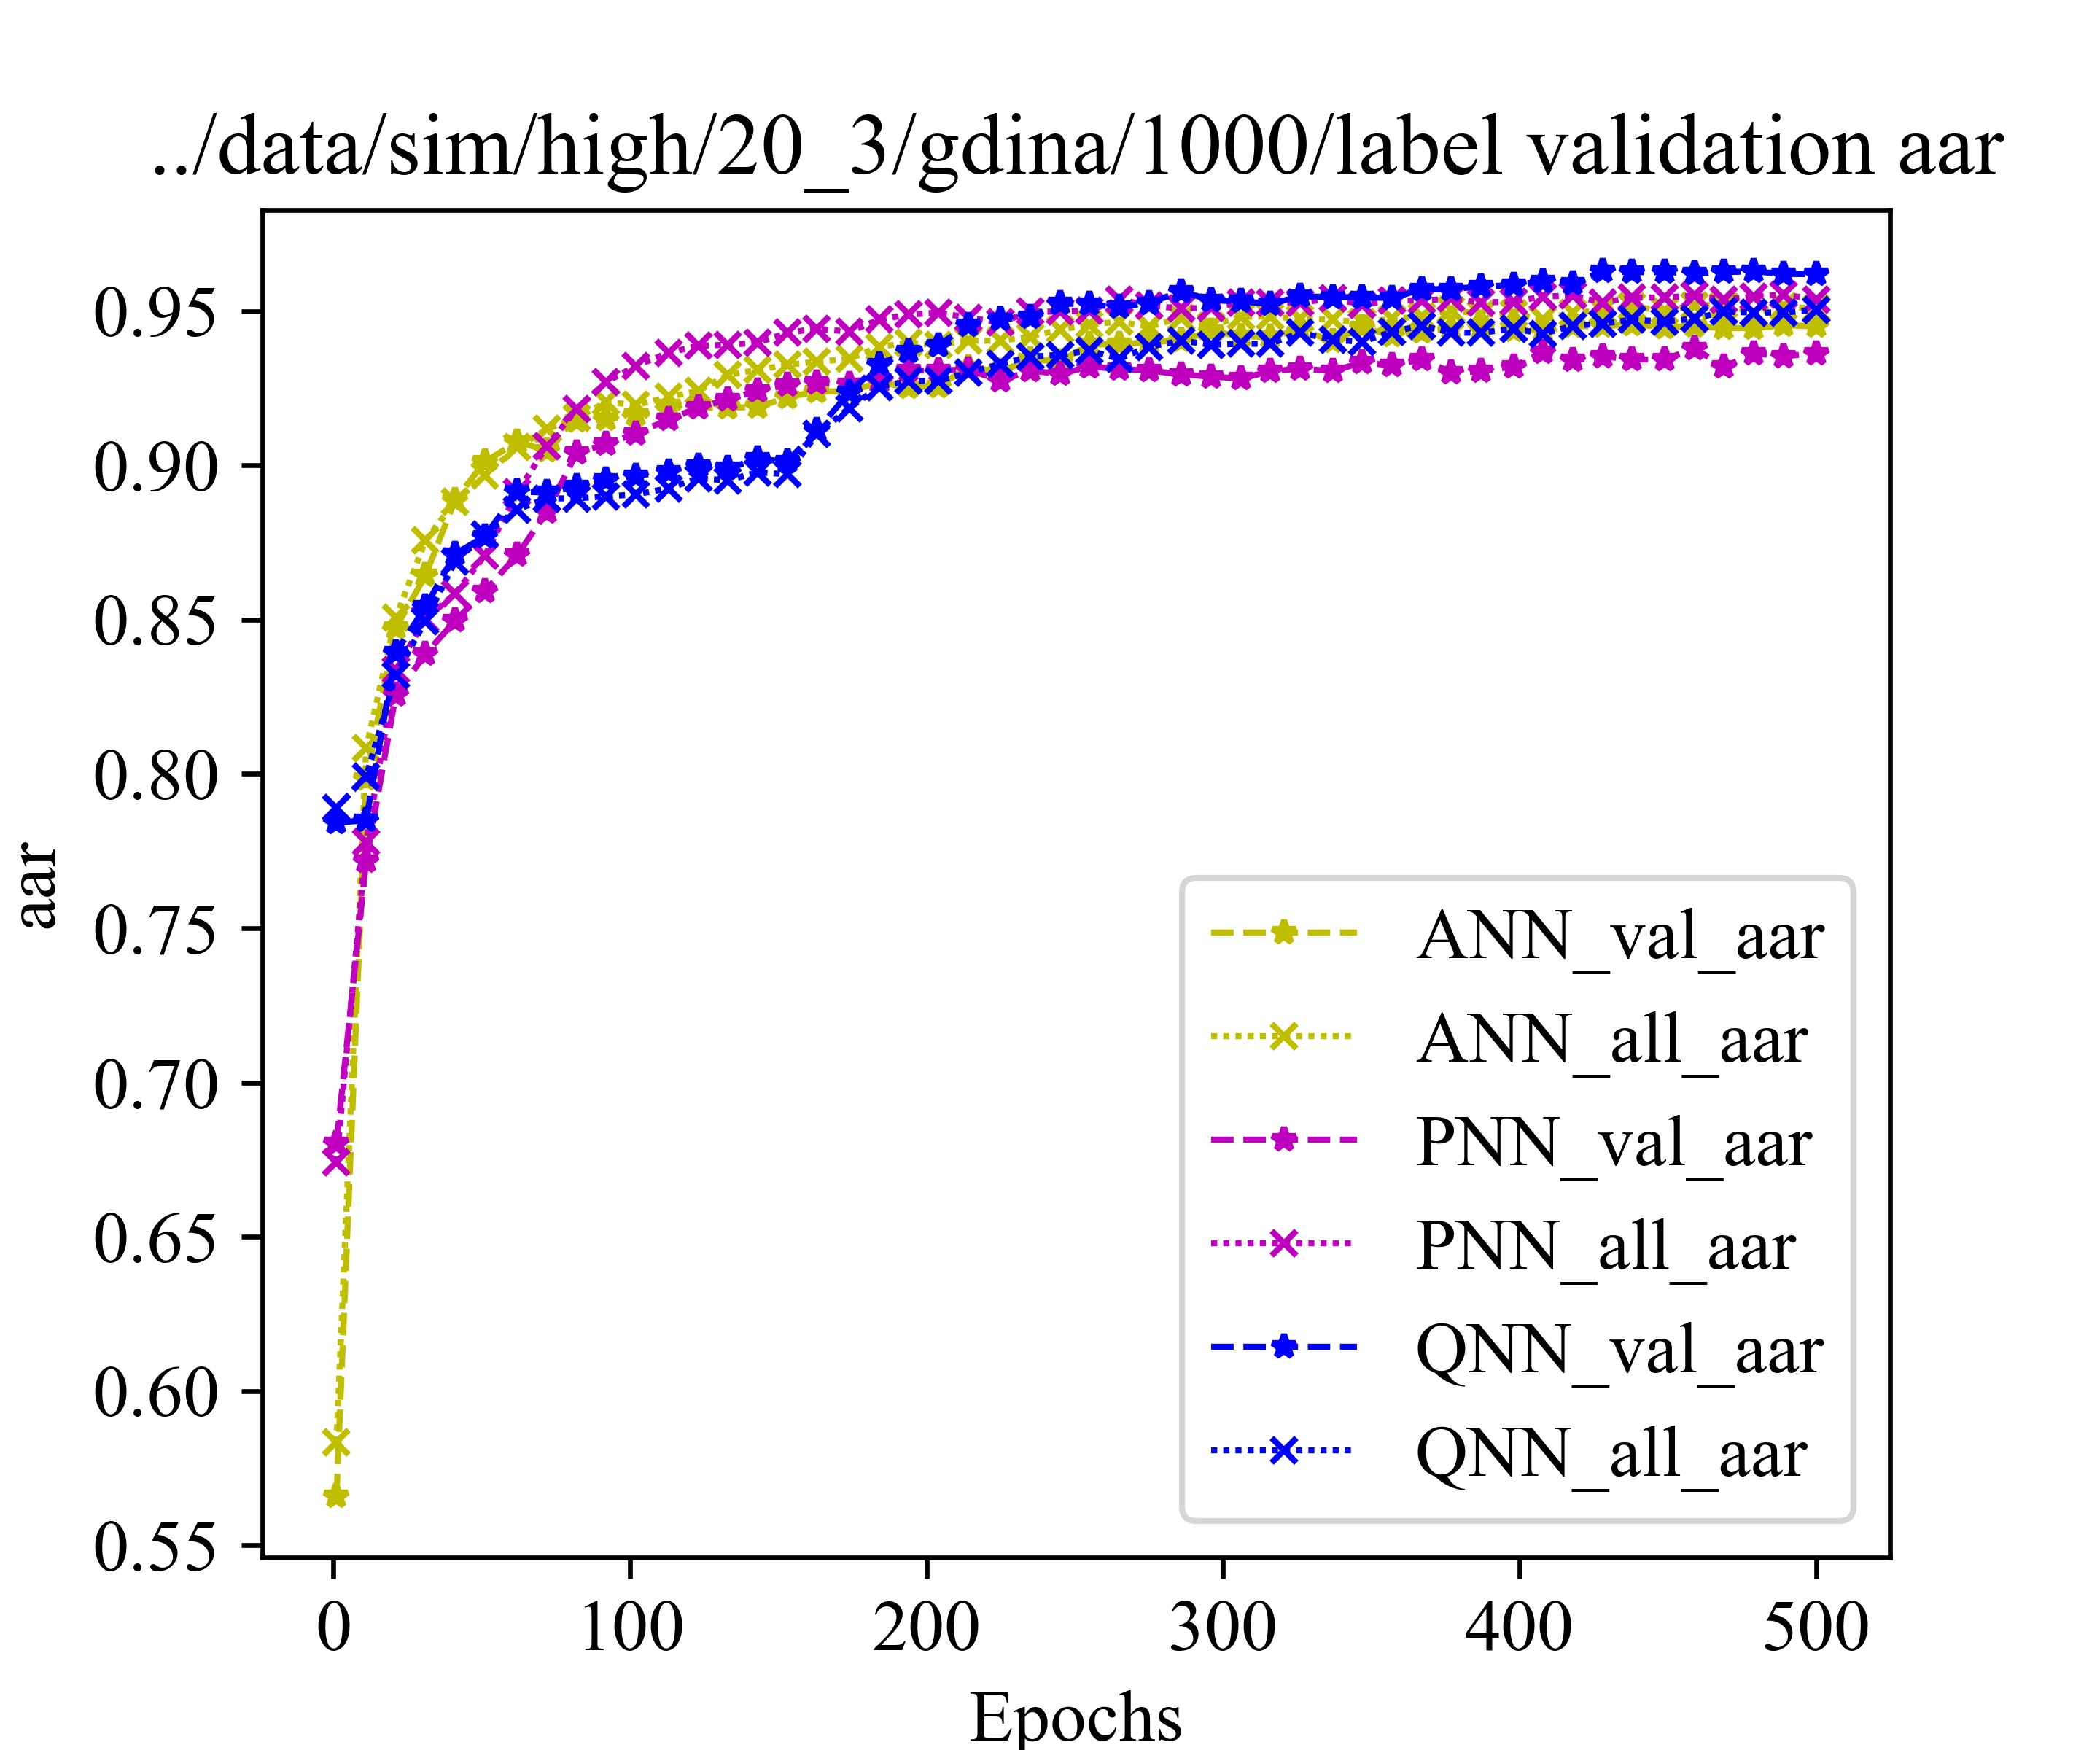 ../data/sim/high/20_3/gdina/1000/label validation aar
0.95
0.90
0.85
0.80
0.75
0.70
0.65
0.60
0.55
aar
ANN_val_aar
ANN_all_aar
PNN_val_aar
PNN_all_aar
QNN_val_aar
QNN_all_aar
0 100 200 300 400 500
Epochs